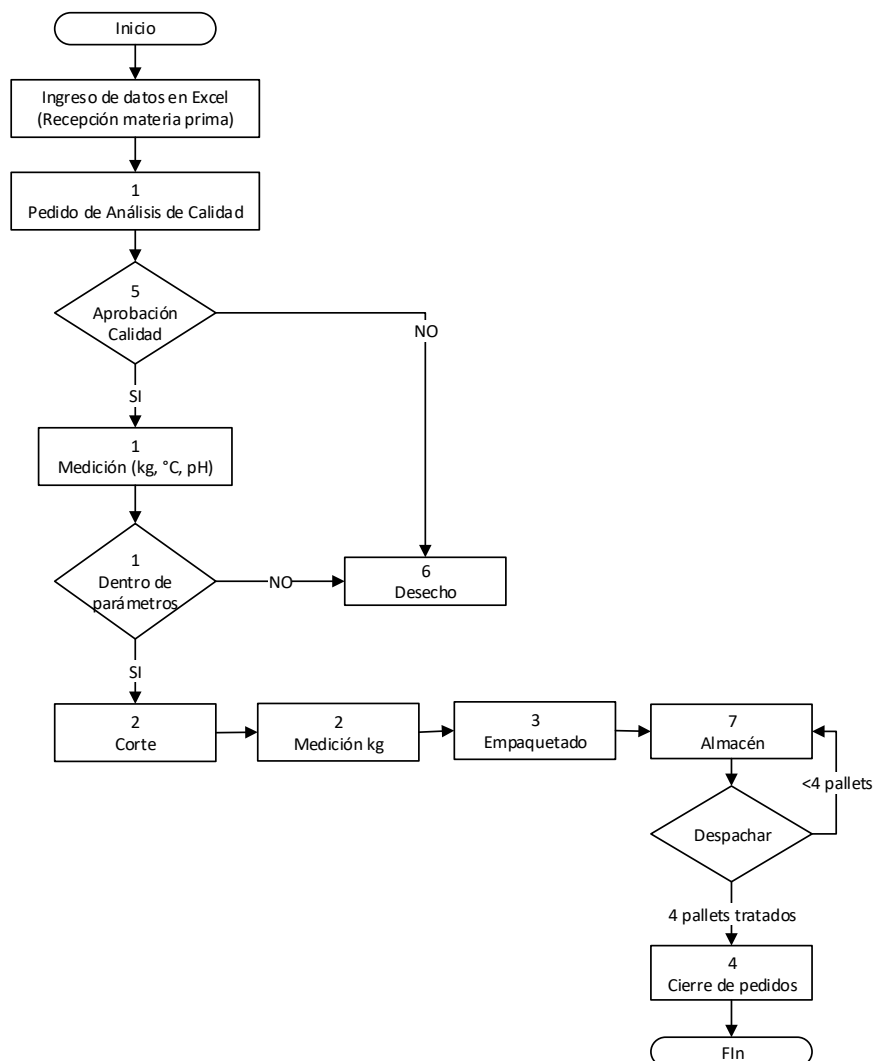 Inicio
Ingreso de datos en Excel
(Recepción materia prima)
1
Pedido de Análisis de Calidad
5
Aprobación
Calidad
NO
SI
1
Medición (kg, °C, pH)
1
Dentro de
parámetros
NO
6
Desecho
SI
2
Corte
2
Medición kg
3
Empaquetado
7
Almacén
<4 pallets
Despachar
4 pallets tratados
4
Cierre de pedidos
FIn